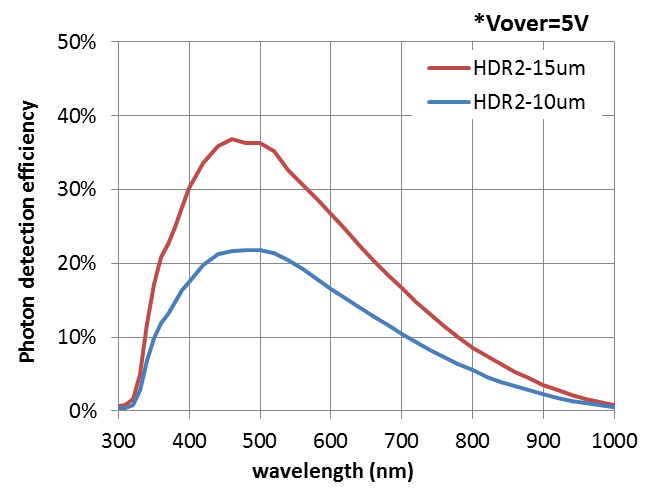 *Vover=5V
50%
40%
30%
20%
10%
0%
HDR2-15um
HDR2-10um
Photon detection efficiency
300 400 500 600 700 800 900 1000
wavelength (nm)